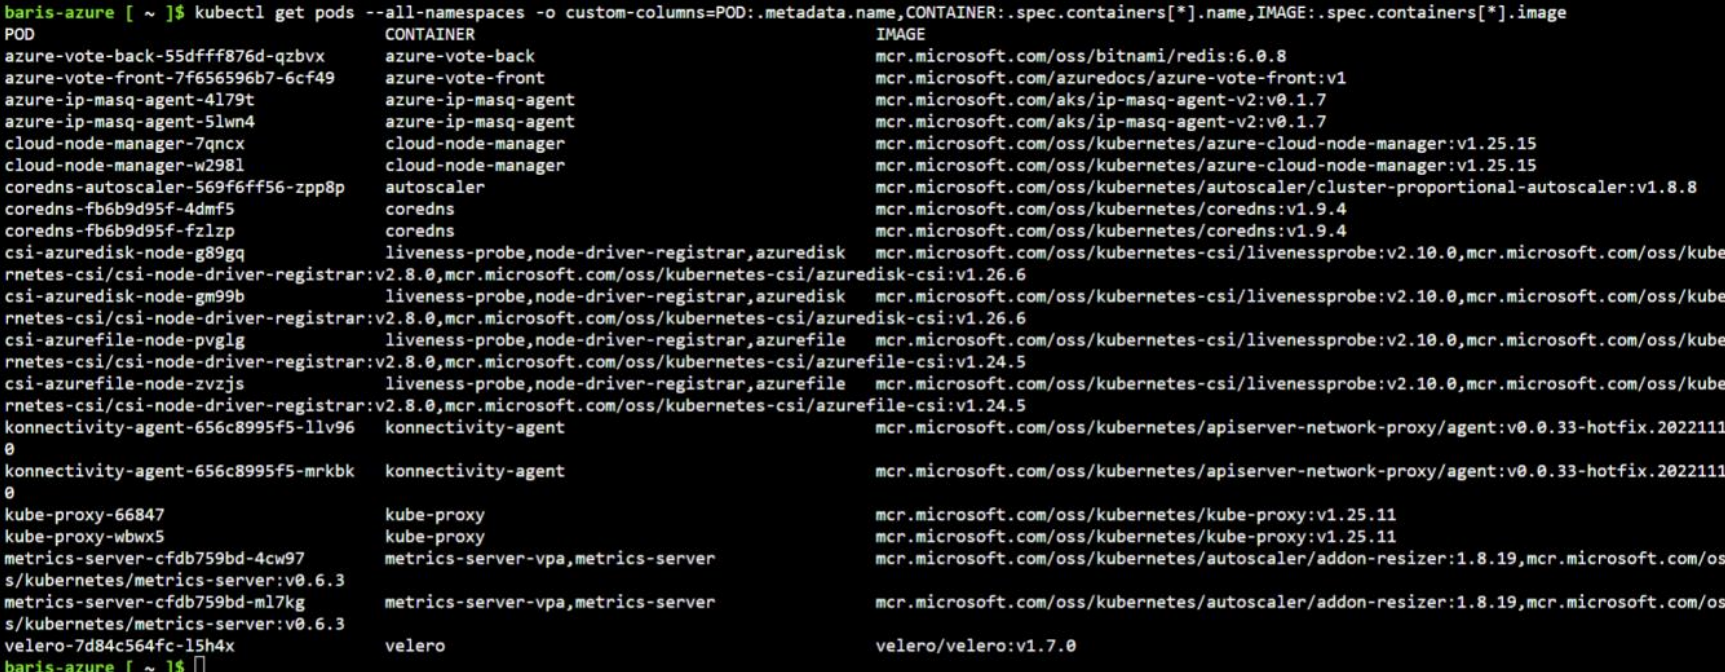 baris-azure [ ~ ]$ kubectl get pods --all-namespaces -o custom-columns=POD:.metadata.name,CONTAINER:.spec.containers[*].name,IMAGE:.spec.containers[*].image
POD CONTAINER IMAGE
azure-vote-back-55dfff876d-qzbvx azure-vote-back mcr.microsoft.com/oss/bitnami/redis:6.0.8
azure-vote-front-7f656596b7-6cf49 azure-vote-front mcr.microsoft.com/azuredocs/azure-vote-front:v1
azure-ip-masq-agent-4l79t azure-ip-masq-agent mcr.microsoft.com/aks/ip-masq-agent-v2:v0.1.7
azure-ip-masq-agent-5lwn4 azure-ip-masq-agent mcr.microsoft.com/aks/ip-masq-agent-v2:v0.1.7
cloud-node-manager-7qncx cloud-node-manager mcr.microsoft.com/oss/kubernetes/azure-cloud-node-manager:v1.25.15
cloud-node-manager-w298l cloud-node-manager mcr.microsoft.com/oss/kubernetes/azure-cloud-node-manager:v1.25.15
coredns-autoscaler-569f6ff56-zpp8p autoscaler mcr.microsoft.com/oss/kubernetes/autoscaler/cluster-proportional-autoscaler:v1.8.8
coredns-fb6b9d95f-4dmf5 coredns mcr.microsoft.com/oss/kubernetes/coredns:v1.9.4
coredns-fb6b9d95f-fzlzp coredns mcr.microsoft.com/oss/kubernetes/coredns:v1.9.4
csi-azuredisk-node-g89gq liveness-probe,node-driver-registrar,azuredisk mcr.microsoft.com/oss/kubernetes-csi/livenessprobe:v2.10.0,mcr.microsoft.com/oss/kube
rnetes-csi/csi-node-driver-registrar:v2.8.0,mcr.microsoft.com/oss/kubernetes-csi/azuredisk-csi:v1.26.6
csi-azuredisk-node-gm99b liveness-probe,node-driver-registrar,azuredisk mcr.microsoft.com/oss/kubernetes-csi/livenessprobe:v2.10.0,mcr.microsoft.com/oss/kube
rnetes-csi/csi-node-driver-registrar:v2.8.0,mcr.microsoft.com/oss/kubernetes-csi/azuredisk-csi:v1.26.6
csi-azurefile-node-pvglg liveness-probe,node-driver-registrar,azurefile mcr.microsoft.com/oss/kubernetes-csi/livenessprobe:v2.10.0,mcr.microsoft.com/oss/kube
rnetes-csi/csi-node-driver-registrar:v2.8.0,mcr.microsoft.com/oss/kubernetes-csi/azurefile-csi:v1.24.5
csi-azurefile-node-zvzjs liveness-probe,node-driver-registrar,azurefile mcr.microsoft.com/oss/kubernetes-csi/livenessprobe:v2.10.0,mcr.microsoft.com/oss/kube
rnetes-csi/csi-node-driver-registrar:v2.8.0,mcr.microsoft.com/oss/kubernetes-csi/azurefile-csi:v1.24.5
konnectivity-agent-656c8995f5-llv96 konnectivity-agent mcr.microsoft.com/oss/kubernetes/apiserver-network-proxy/agent:v0.0.33-hotfix.2022111
0
konnectivity-agent-656c8995f5-mrkbk konnectivity-agent mcr.microsoft.com/oss/kubernetes/apiserver-network-proxy/agent:v0.0.33-hotfix.2022111
0
kube-proxy-66847 kube-proxy mcr.microsoft.com/oss/kubernetes/kube-proxy:v1.25.11
kube-proxy-wbwx5 kube-proxy mcr.microsoft.com/oss/kubernetes/kube-proxy:v1.25.11
metrics-server-cfdb759bd-4cw97 metrics-server-vpa,metrics-server mcr.microsoft.com/oss/kubernetes/autoscaler/addon-resizer:1.8.19,mcr.microsoft.com/os
s/kubernetes/metrics-server:v0.6.3
metrics-server-cfdb759bd-ml7kg metrics-server-vpa,metrics-server mcr.microsoft.com/oss/kubernetes/autoscaler/addon-resizer:1.8.19,mcr.microsoft.com/os
s/kubernetes/metrics-server:v0.6.3
velero-7d84c564fc-l5h4x velero velero/velero:v1.7.0
baris-azure [ ~ ]$